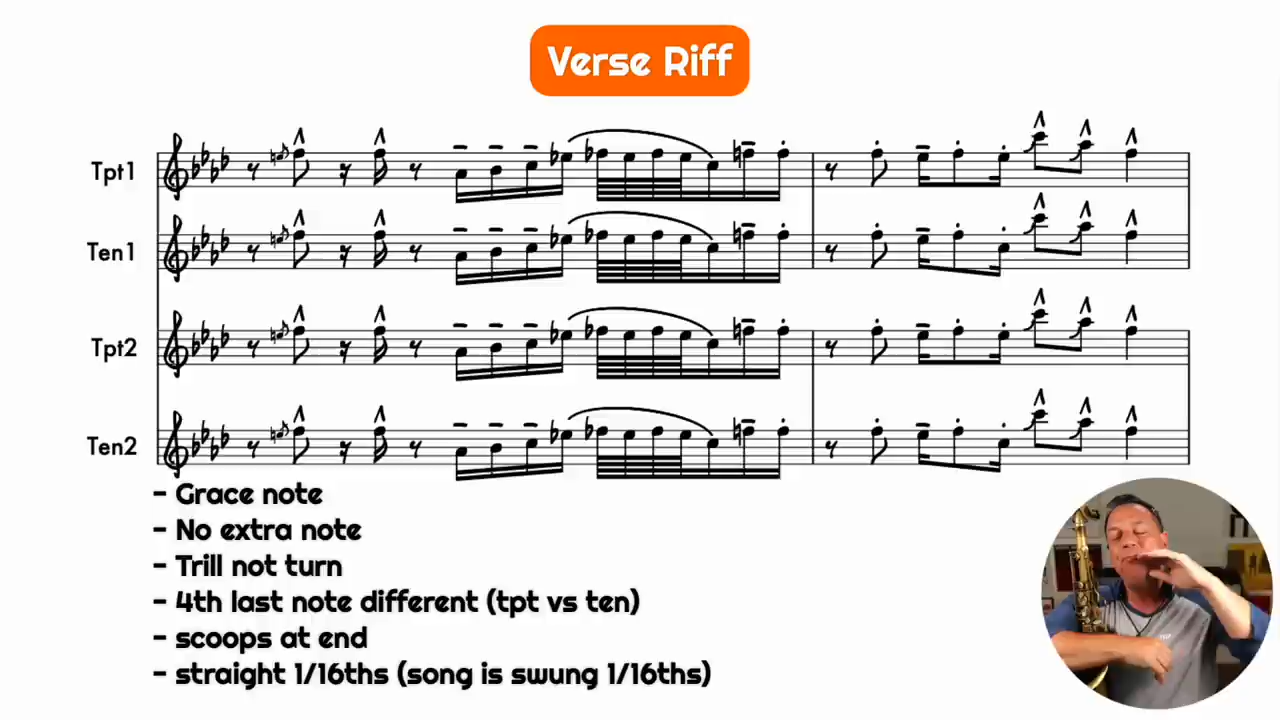 Verse Riff
Tpt1
Ten1
Tpt2
Ten2
- Grace note
- No extra note
- Trill not turn
- 4th last note different (tpt vs ten)
- scoops at end
- straight 1/16ths (song is swung 1/16ths)